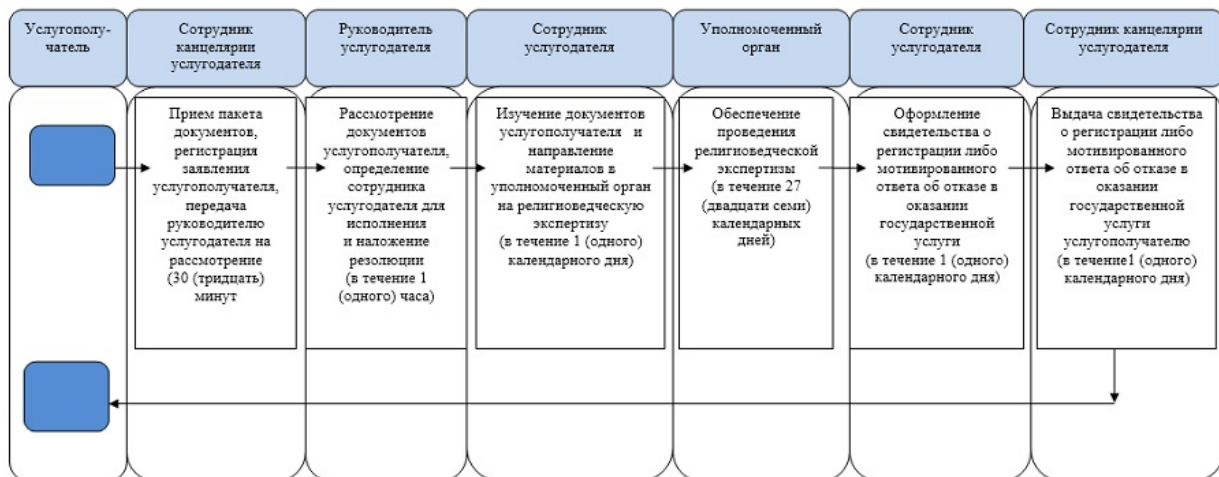 Услугополу-
чатель
Сотрудник
канцелярии
услугодателя
Руководитель
услугодателя
Сотрудник
услугодателя
Уполномоченный
орган
Сотрудник
услугодателя
Сотрудник канцелярии
услугодателя
Прием пакета
документов,
регистрация
заявления
услугополучателя,
передача
руководителю
услугодателя на
рассмотрение
(30 (тридцать)
минут
Рассмотрение
документов
услугополучателя,
определение
сотрудника
услугодателя для
исполнения
и наложение
резолюции
(в течение 1
(одного) часа)
Изучение документов
услугополучателя и
направление
материалов в
уполномоченный орган
на религиоведческую
экспертизу
(в течение 1 (одного)
календарного дня)
Обеспечение
проведения
религиоведческой
экспертизы
(в течение 27
(двадцати семи)
календарных
дней)
Оформление
свидетельства о
регистрации либо
мотивированного
ответа об отказе в
оказании
государственной
услуги
(в течение 1 (одного)
календарного дня)
Выдача свидетельства
о регистрации либо
мотивированного
ответа об отказе в
оказании
государственной
услуги
услугополучателю
(в течение1 (одного)
календарного дня)